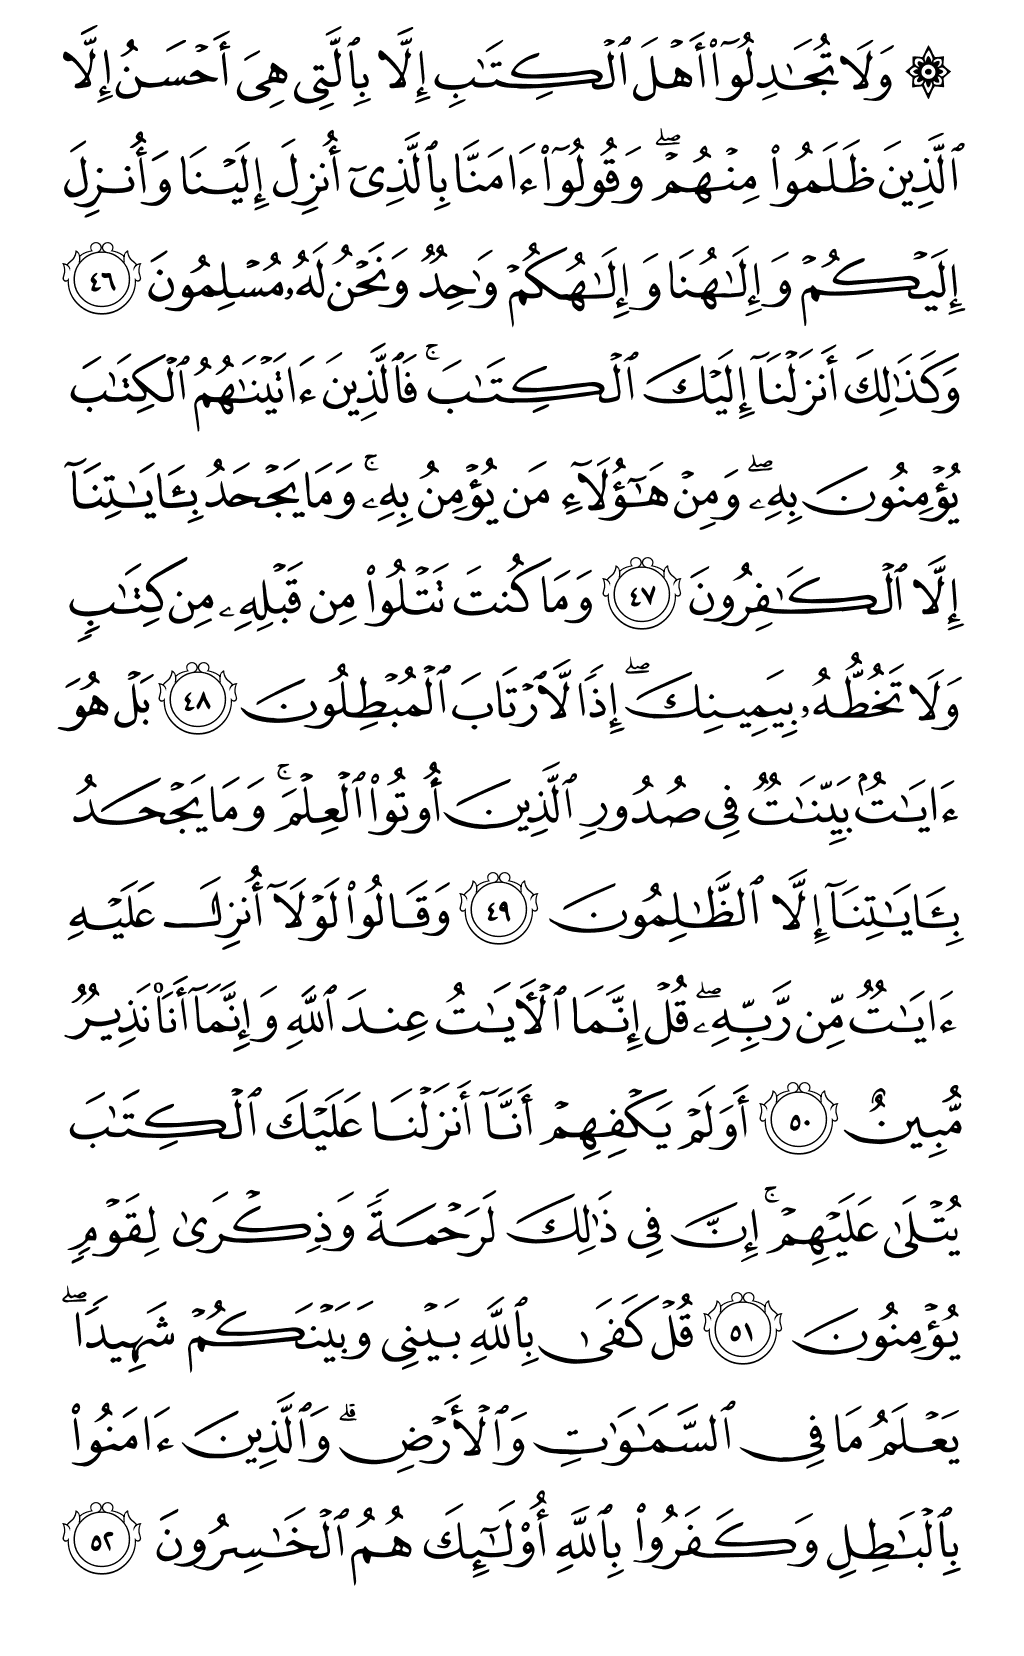 ۞ وَلَا تُجَٰدِلُوٓا۟ أَهْلَ ٱلْكِتَٰبِ إِلَّا بِٱلَّتِى هِىَ أَحْسَنُ إِلَّا
ٱلَّذِينَ ظَلَمُوا۟ مِنْهُمْ ۖ وَقُولُوٓا۟ ءَامَنَّا بِٱلَّذِىٓ أُنزِلَ إِلَيْنَا وَأُنزِلَ
إِلَيْكُمْ وَإِلَٰهُنَا وَإِلَٰهُكُمْ وَٰحِدٌ وَنَحْنُ لَهُۥ مُسْلِمُونَ ٤٦
وَكَذَٰلِكَ أَنزَلْنَآ إِلَيْكَ ٱلْكِتَٰبَ ۚ فَٱلَّذِينَ ءَاتَيْنَٰهُمُ ٱلْكِتَٰبَ
يُؤْمِنُونَ بِهِۦ ۖ وَمِنْ هَٰٓؤُلَآءِ مَن يُؤْمِنُ بِهِۦ ۚ وَمَا يَجْحَدُ بِـَٔايَٰتِنَآ
إِلَّا ٱلْكَٰفِرُونَ ٤٧ وَمَا كُنتَ تَتْلُوا۟ مِن قَبْلِهِۦ مِن كِتَٰبٍ
وَلَا تَخُطُّهُۥ بِيَمِينِكَ ۖ إِذًا لَّٱرْتَابَ ٱلْمُبْطِلُونَ ٤٨ بَلْ هُوَ
ءَايَٰتٌۢ بَيِّنَٰتٌ فِى صُدُورِ ٱلَّذِينَ أُوتُوا۟ ٱلْعِلْمَ ۚ وَمَا يَجْحَدُ
بِـَٔايَٰتِنَآ إِلَّا ٱلظَّٰلِمُونَ ٤٩ وَقَالُوا۟ لَوْلَآ أُنزِلَ عَلَيْهِ
ءَايَٰتٌ مِّن رَّبِّهِۦ ۖ قُلْ إِنَّمَا ٱلْـَٔايَٰتُ عِندَ ٱللَّهِ وَإِنَّمَآ أَنَا۠ نَذِيرٌ
مُّبِينٌ ٥٠ أَوَلَمْ يَكْفِهِمْ أَنَّآ أَنزَلْنَا عَلَيْكَ ٱلْكِتَٰبَ
يُتْلَىٰ عَلَيْهِمْ ۚ إِنَّ فِى ذَٰلِكَ لَرَحْمَةً وَذِكْرَىٰ لِقَوْمٍ
يُؤْمِنُونَ ٥١ قُلْ كَفَىٰ بِٱللَّهِ بَيْنِى وَبَيْنَكُمْ شَهِيدًا ۖ
يَعْلَمُ مَا فِى ٱلسَّمَٰوَٰتِ وَٱلْأَرْضِ ۗ وَٱلَّذِينَ ءَامَنُوا۟
بِٱلْبَٰطِلِ وَكَفَرُوا۟ بِٱللَّهِ أُو۟لَٰٓئِكَ هُمُ ٱلْخَٰسِرُونَ ٥٢